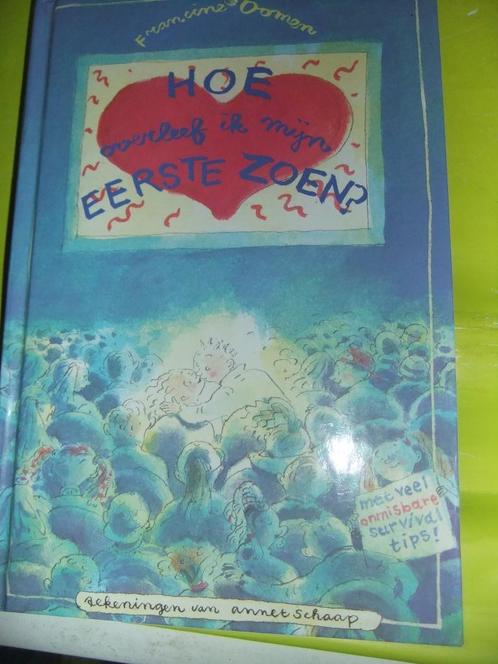 Francine Oomen
HOE
overleef ik mijn
EERSTE ZOEN?
met veel
onmisbare
survival
tips!
tekeningen van annet schaap